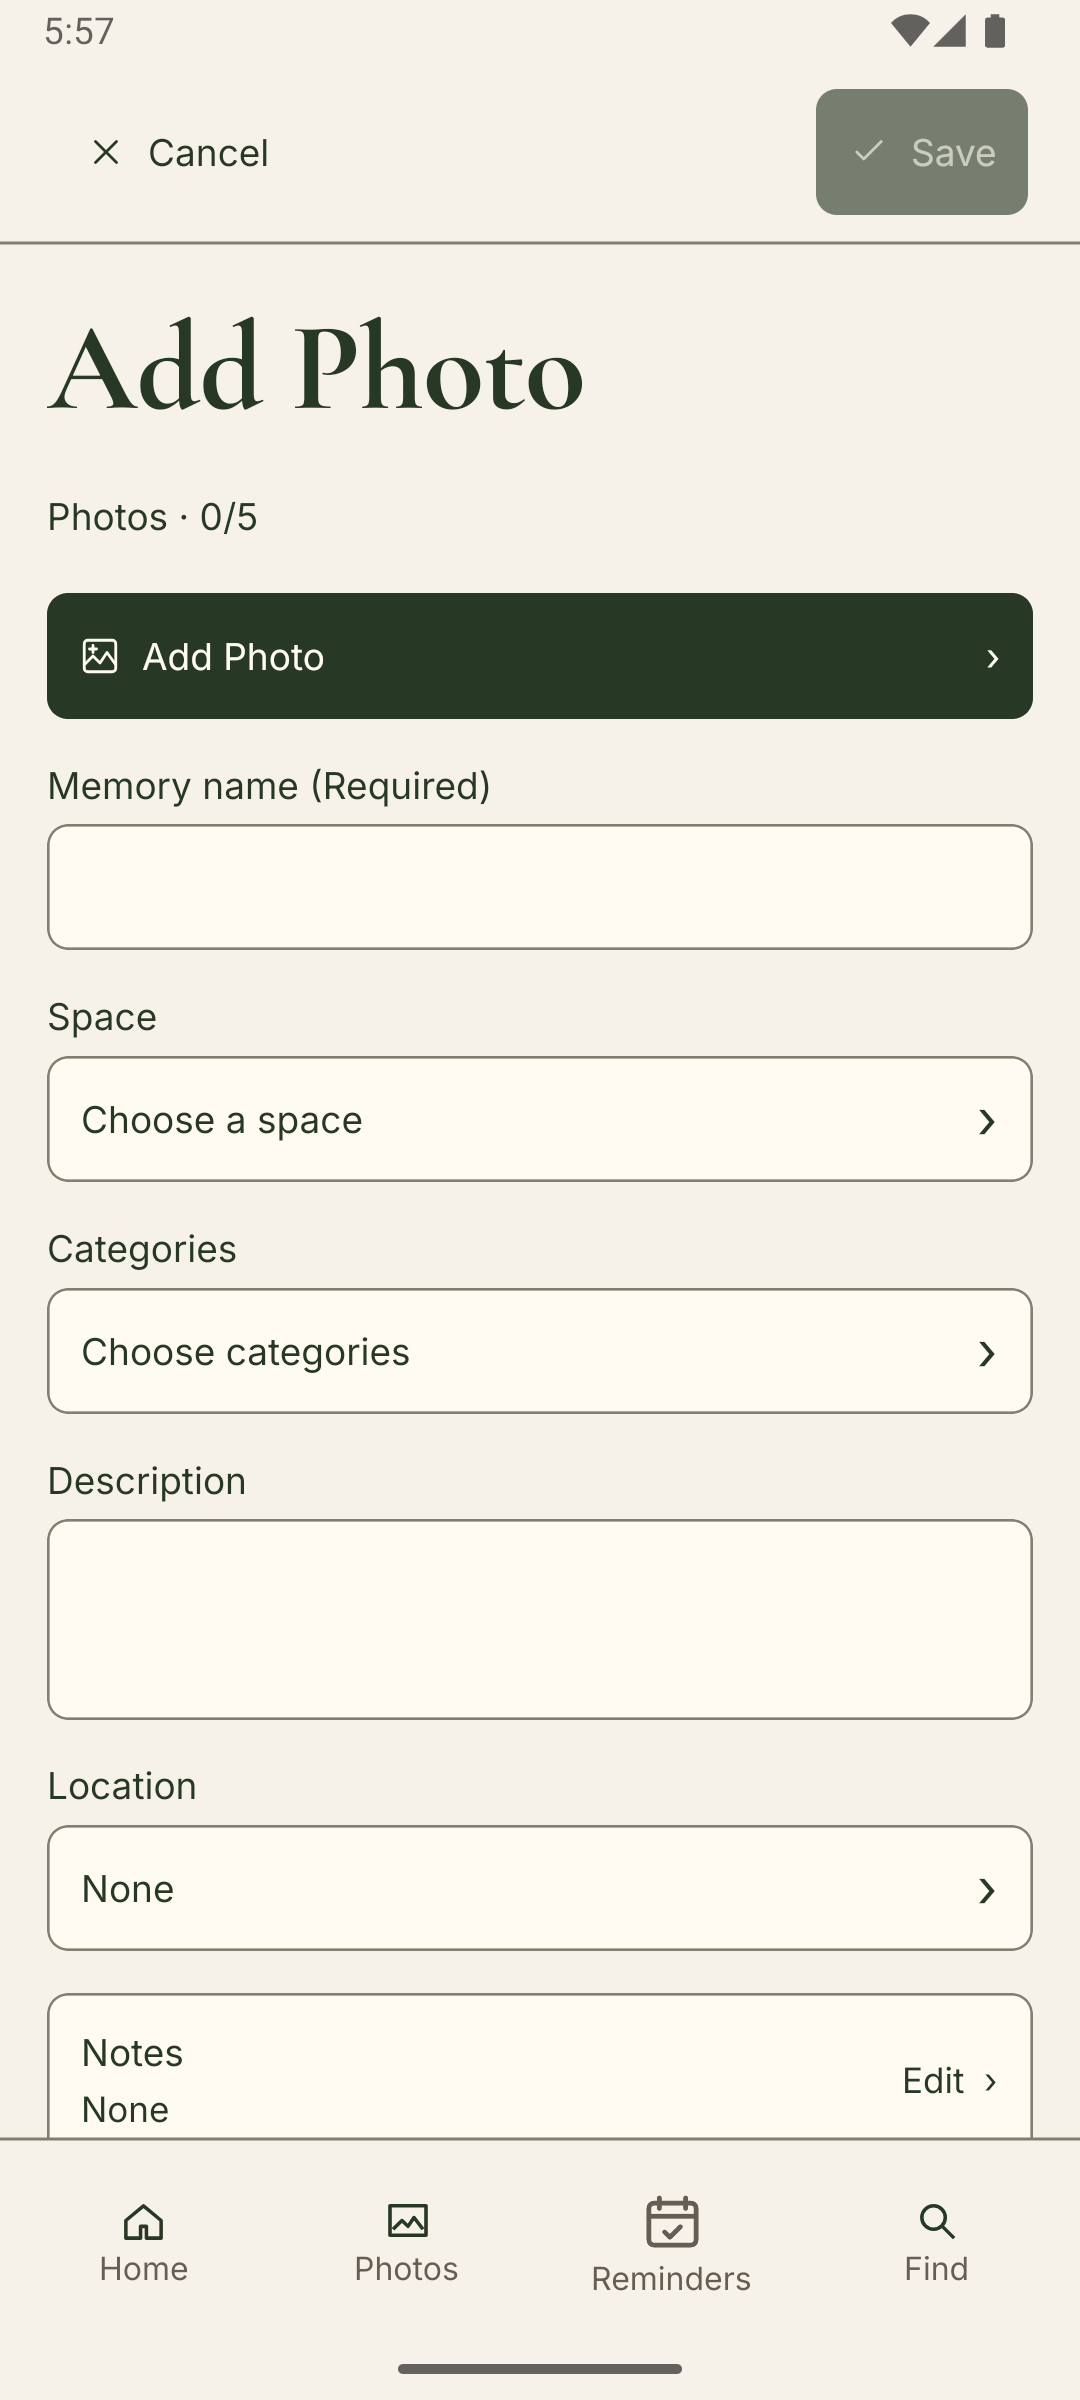 5:57
Cancel
Save
Add Photo
Photos · 0/5
Add Photo
Memory name (Required)
Space
Choose a space
Categories
Choose categories
Description
Location
None
Notes
None
Edit
Home
Photos
Reminders
Find